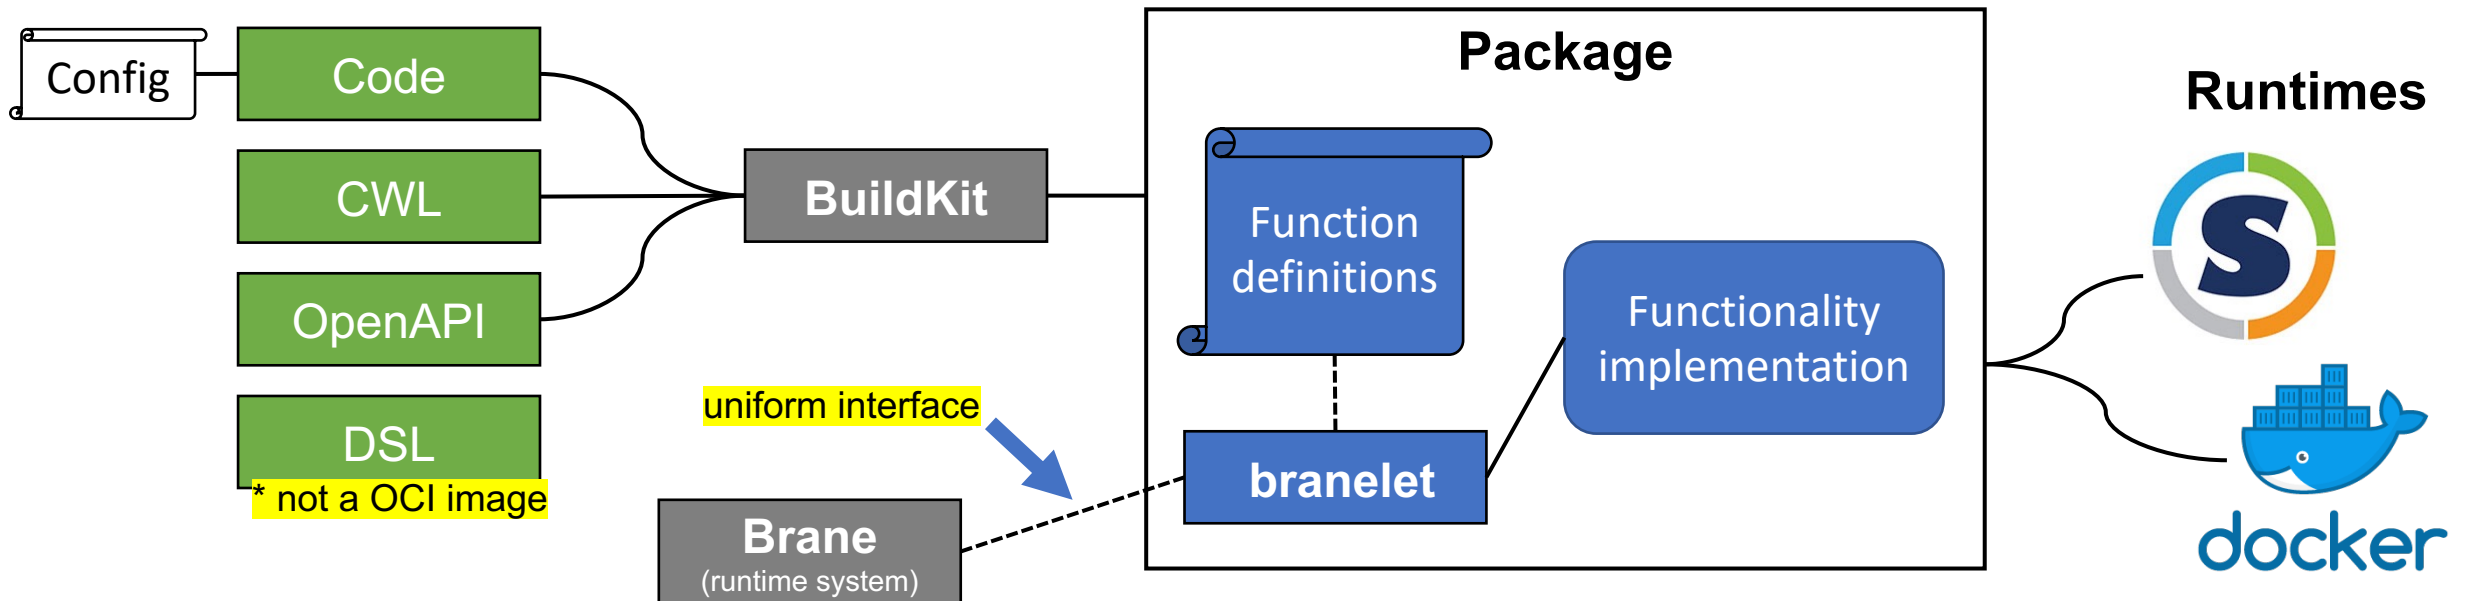 Config
Code
CWL
OpenAPI
DSL
* not a OCI image
BuildKit
uniform interface
Brane
(runtime system)
Package
Function
definitions
branelet
Functionality
implementation
Runtimes
S
docker